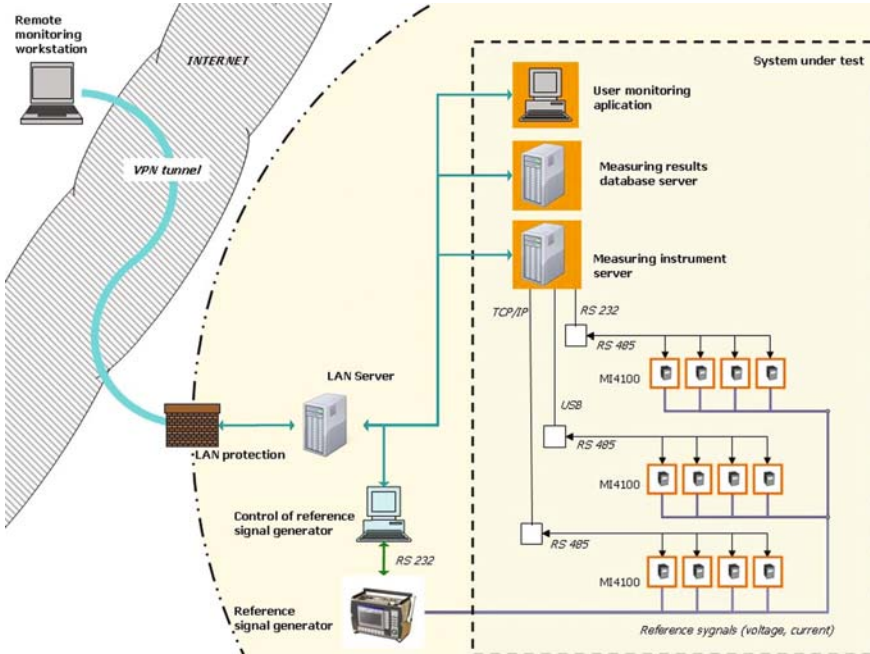 Remote
monitoring
workstation
INTERNET
VPN tunnel
System under test
User monitoring
aplication
Measuring results
database server
Measuring instrument
server
TCP/IP
RS 232
RS 485
MI4100
LAN Server
USB
RS 485
LAN protection
MI4100
Control of reference
signal generator
RS 232
RS 485
MI4100
Reference
signal generator
Reference sygnals (voltage, current)